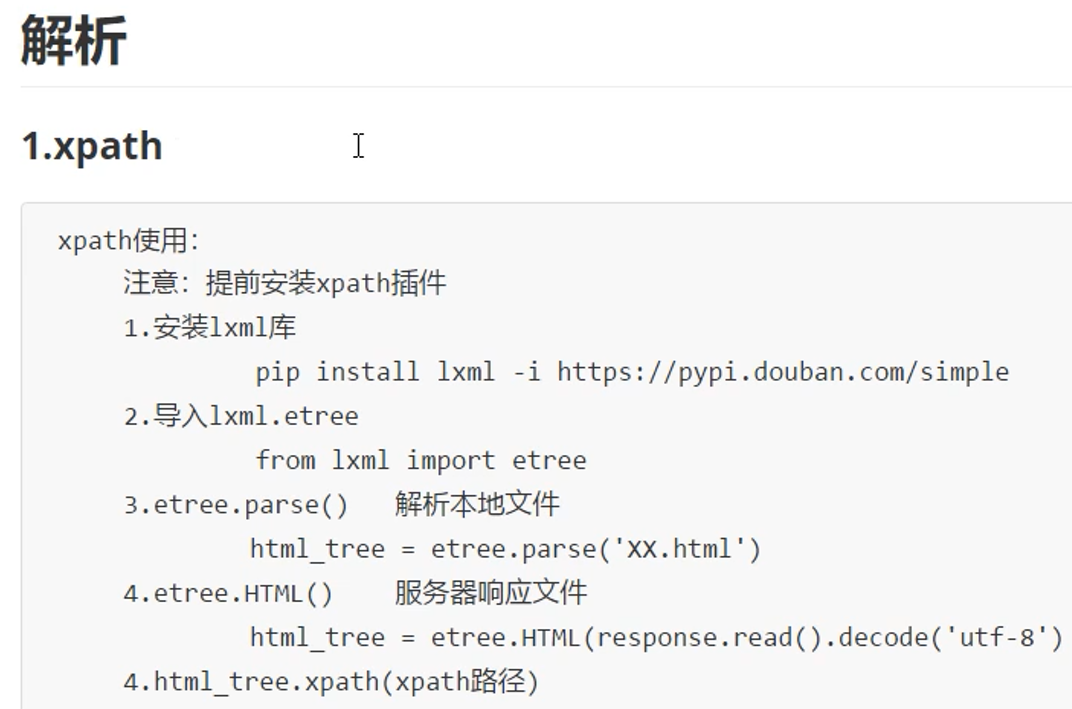 解析
1.xpath
xpath使用：
注意：提前安装xpath插件
1.安装lxml库
pip install lxml -i https://pypi.douban.com/simple
2.导入lxml.etree
from lxml import etree
3.etree.parse() 解析本地文件
html_tree = etree.parse('XX.html')
4.etree.HTML() 服务器响应文件
html_tree = etree.HTML(response.read().decode('utf-8')
4.html_tree.xpath(xpath路径)